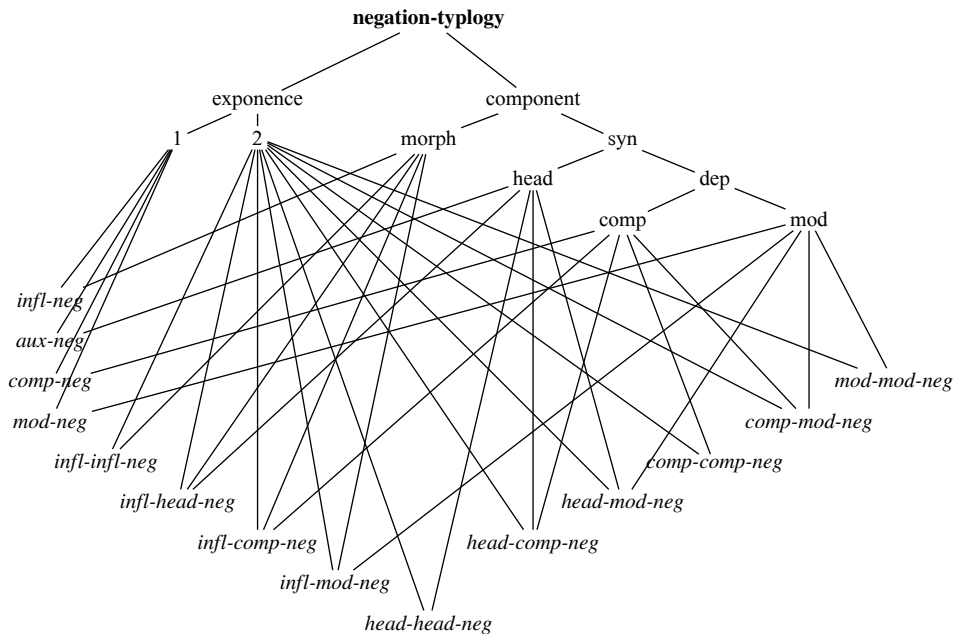 negation-typlogy
exponence component
1 2 morph syn
head dep
comp mod
infl-neg
aux-neg
comp-neg mod-mod-neg
mod-neg comp-mod-neg
infl-infl-neg comp-comp-neg
infl-head-neg head-mod-neg
infl-comp-neg head-comp-neg
infl-mod-neg
head-head-neg